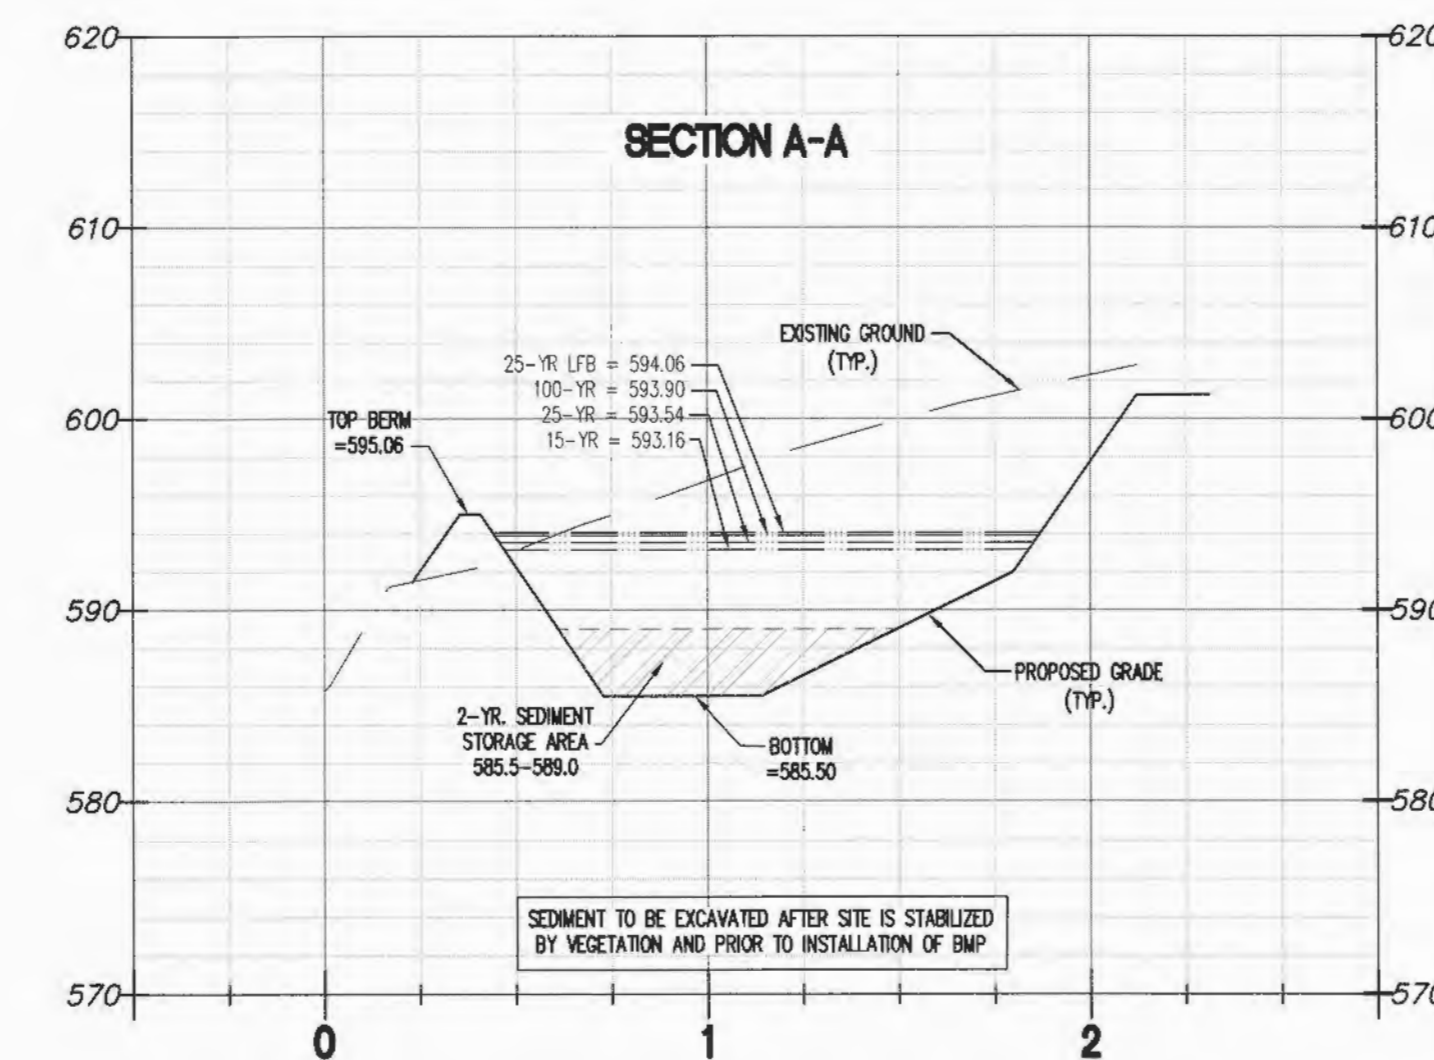 620
620
SECTION A-A
610
610
EXISTING GROUND
(TYP.)
25-YR LFB = 594.06
100-YR = 593.90
25-YR = 593.54
15-YR = 593.16
600
600
TOP BERM
=595.06
590
590
PROPOSED GRADE
(TYP.)
2-YR. SEDIMENT
STORAGE AREA
585.5-589.0
BOTTOM
=585.50
580
580
SEDIMENT TO BE EXCAVATED AFTER SITE IS STABILIZED
BY VEGETATION AND PRIOR TO INSTALLATION OF BMP
570
570
0
1
2